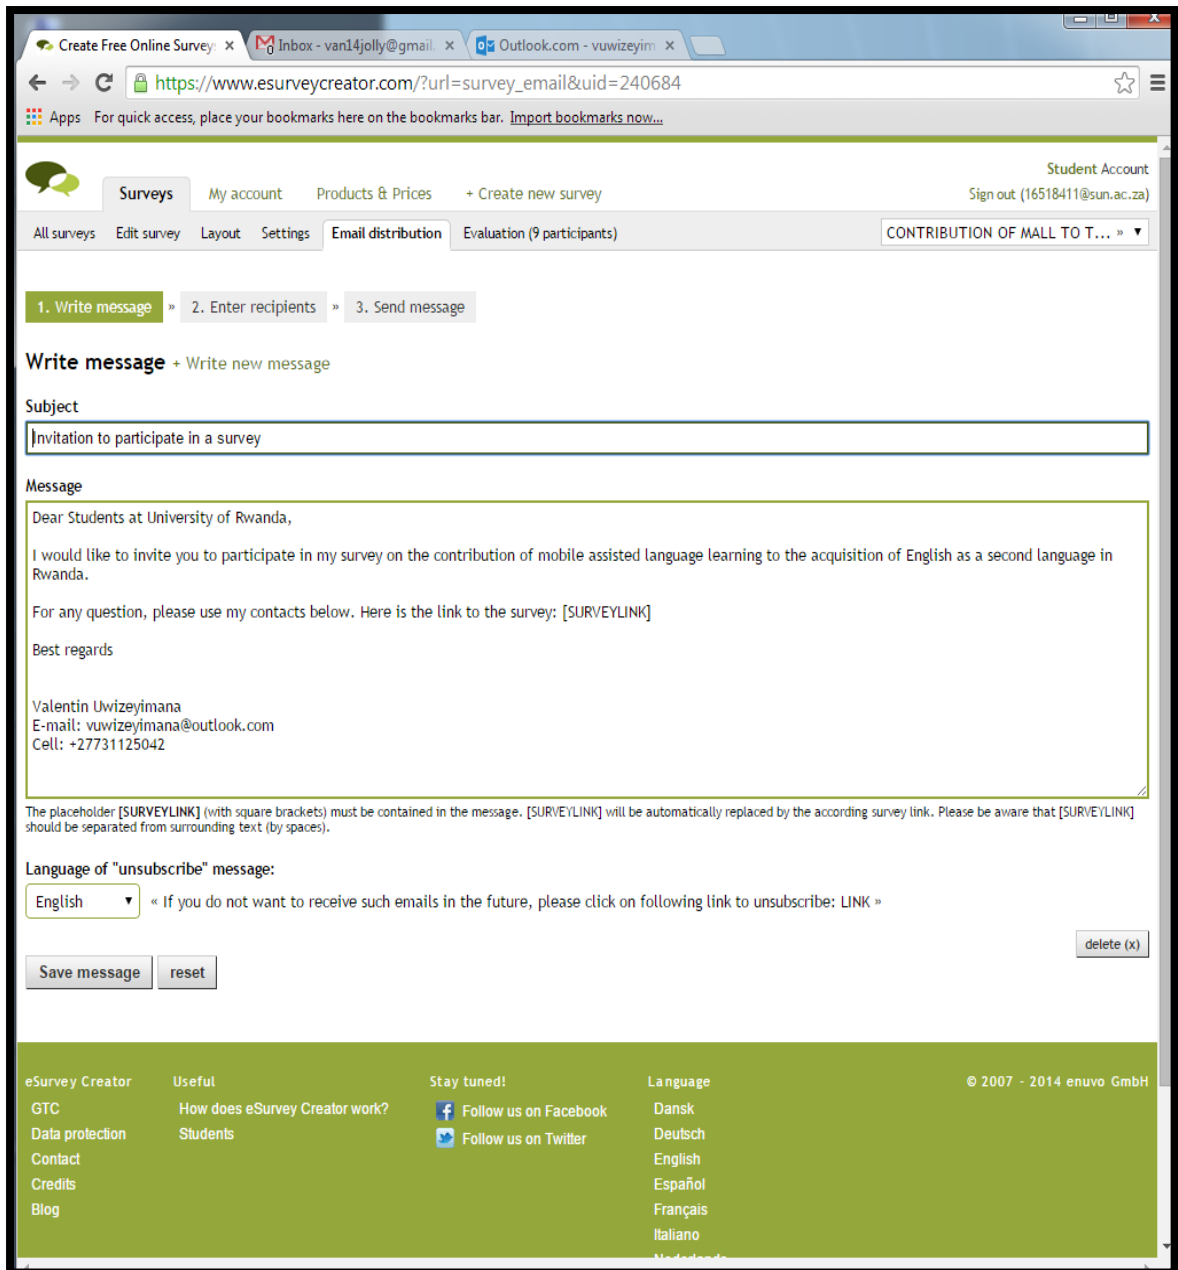 Create Free Online Survey
Inbox - van14jolly@gmail.
Outlook.com - vuwizeyim
https://www.esurveycreator.com/?url=survey_email&uid=240684
Apps For quick access, place your bookmarks here on the bookmarks bar. Import bookmarks now...
Student Account
Surveys My account Products & Prices + Create new survey
Sign out (16518411@sun.ac.za)
All surveys Edit survey Layout Settings Email distribution Evaluation (9 participants) CONTRIBUTION OF MALL TO T... »
1. Write message » 2. Enter recipients » 3. Send message
Write message + Write new message
Subject
Invitation to participate in a survey
Message
Dear Students at University of Rwanda,
I would like to invite you to participate in my survey on the contribution of mobile assisted language learning to the acquisition of English as a second language in
Rwanda.
For any question, please use my contacts below. Here is the link to the survey: [SURVEYLINK]
Best regards
Valentin Uwizeyimana
E-mail: vuwizeyimana@outlook.com
Cell: +27731125042
The placeholder [SURVEYLINK] (with square brackets) must be contained in the message. [SURVEYLINK] will be automatically replaced by the according survey link. Please be aware that [SURVEYLINK]
should be separated from surrounding text (by spaces).
Language of "unsubscribe" message:
English « If you do not want to receive such emails in the future, please click on following link to unsubscribe: LINK »
delete (x)
Save message reset
eSurvey Creator
GTC
Data protection
Contact
Credits
Blog
Useful
How does eSurvey Creator work?
Students
Stay tuned!
Follow us on Facebook
Follow us on Twitter
Language
Dansk
Deutsch
English
Español
Français
Italiano
© 2007 - 2014 enuvo GmbH